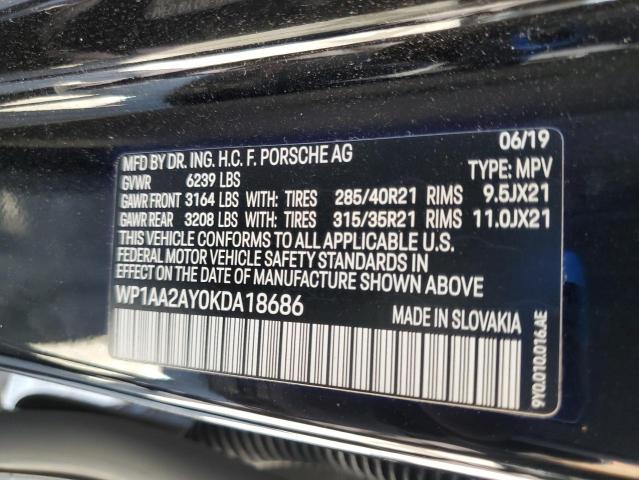 06/19
MFD BY DR. ING. H.C. F. PORSCHE AG
GVWR 6239 LBS TYPE: MPV
GAWR FRONT 3164 LBS WITH: TIRES 285/40R21 RIMS 9.5JX21
GAWR REAR 3208 LBS WITH: TIRES 315/35R21 RIMS 11.0JX21
THIS VEHICLE CONFORMS TO ALL APPLICABLE U.S.
FEDERAL MOTOR VEHICLE SAFETY STANDARDS IN
EFFECT ON THE DATE OF MANUFACTURE SHOWN ABOVE
WP1AA2AY0KDA18686
MADE IN SLOVAKIA
9Y0.010.016.AE